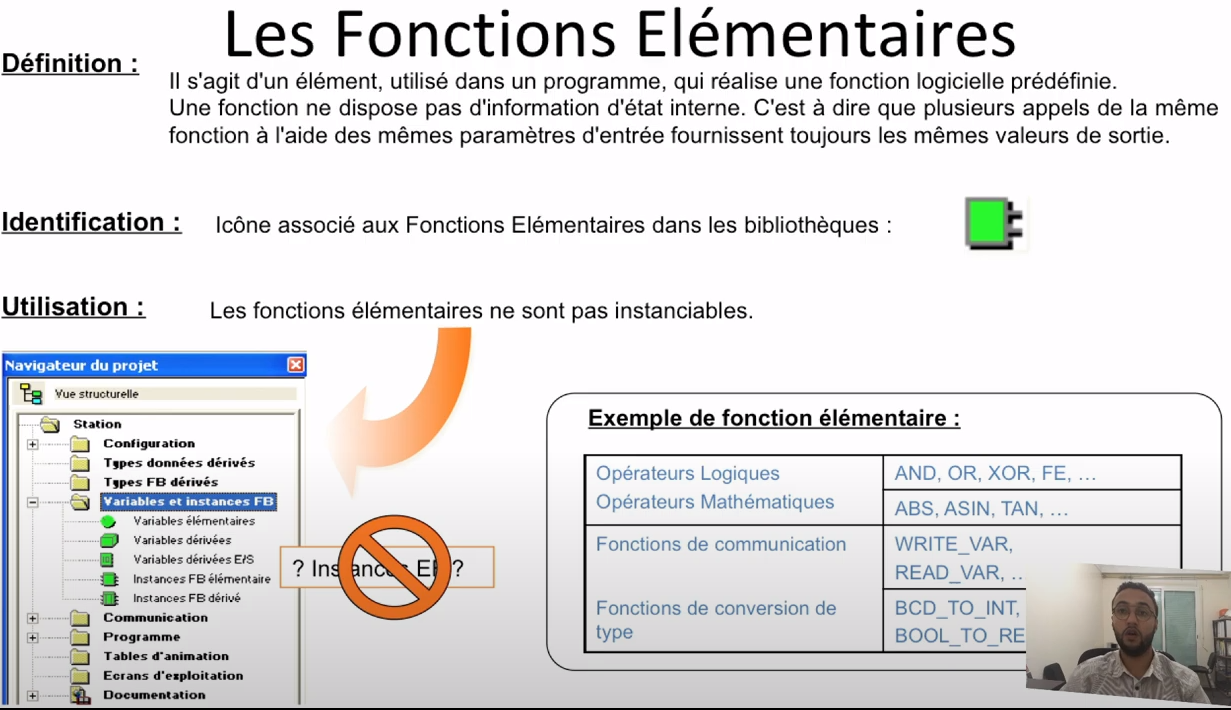 Les Fonctions Elémentaires
Définition :
Il s'agit d'un élément, utilisé dans un programme, qui réalise une fonction logicielle prédéfinie.
Une fonction ne dispose pas d'information d'état interne. C'est à dire que plusieurs appels de la même
fonction à l'aide des mêmes paramètres d'entrée fournissent toujours les mêmes valeurs de sortie.
Identification :
Icône associé aux Fonctions Elémentaires dans les bibliothèques :
Utilisation :
Les fonctions élémentaires ne sont pas instanciables.
Navigateur du projet
Vue structurelle
Station
Configuration
Types données dérivés
Types FB dérivés
Variables et instances FB
Variables élémentaires
Variables dérivées
Variables dérivées E/S
Instances FB élémentaire
Instances FB dérivé
Communication
Programme
Tables d'animation
Ecrans d'exploitation
Documentation
? Instances EF ?
Exemple de fonction élémentaire :
Opérateurs Logiques
AND, OR, XOR, FE, ...
Opérateurs Mathématiques
ABS, ASIN, TAN, ...
Fonctions de communication
WRITE_VAR,
READ_VAR, ..
Fonctions de conversion de
type
BCD_TO_INT,
BOOL_TO_RE